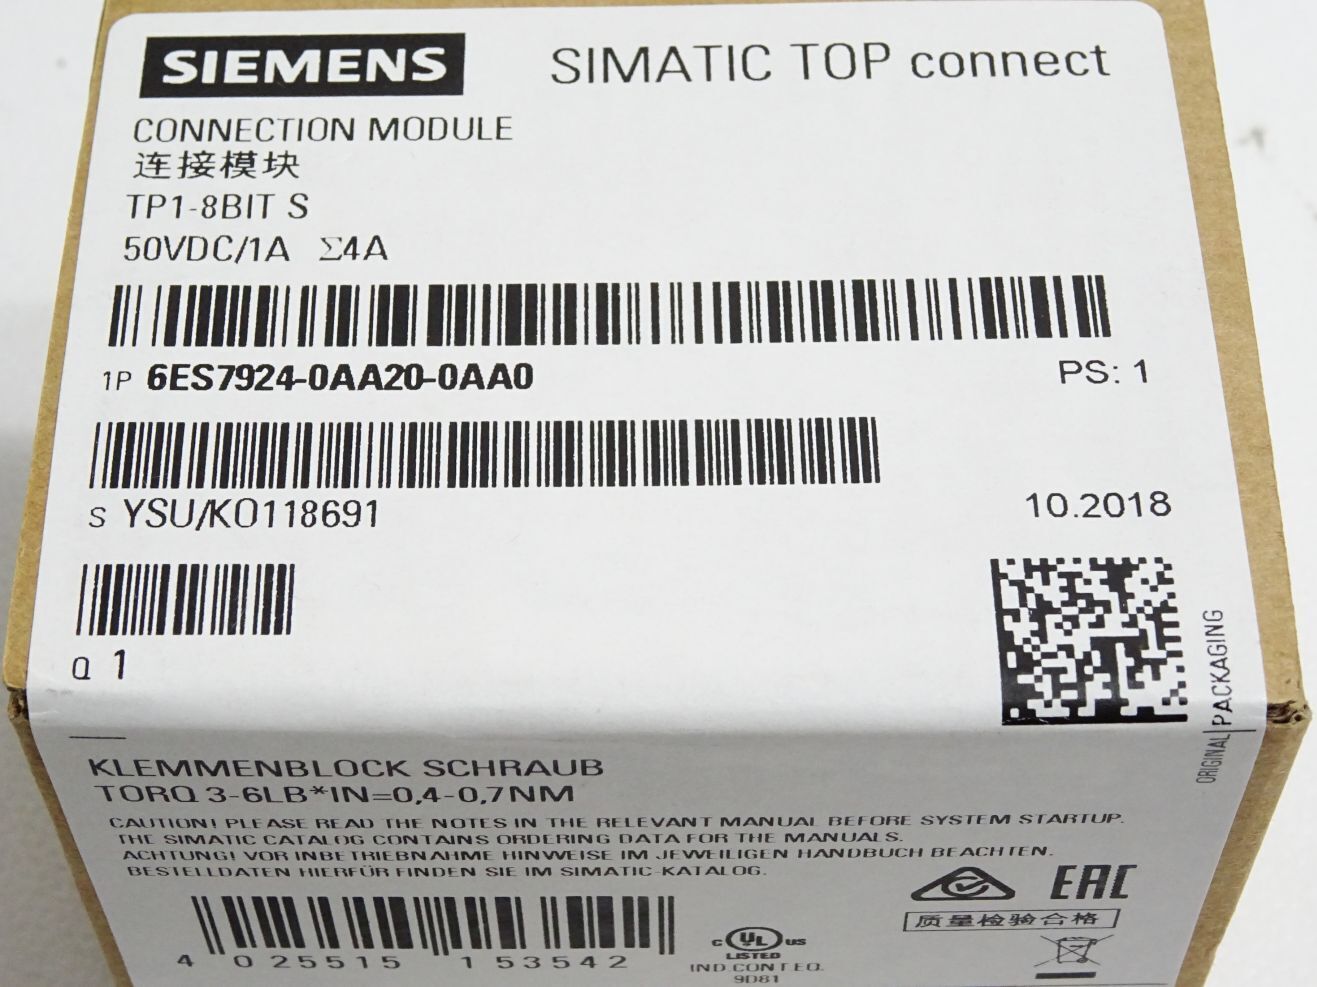 SIEMENS SIMATIC TOP connect
CONNECTION MODULE
连接模块
TP1-8BIT S
50VDC/1A Σ4A
1P 6ES7924-0AA20-0AA0 PS: 1
S YSU/KO118691 10.2018
Q 1
ORIGINAL PACKAGING
KLEMMENBLOCK SCHRAUB
TORQ 3-6LB*IN=0,4-0,7NM
CAUTION! PLEASE READ THE NOTES IN THE RELEVANT MANUAL BEFORE SYSTEM STARTUP.
THE SIMATIC CATALOG CONTAINS ORDERING DATA FOR THE MANUALS.
ACHTUNG! VOR INBETRIEBNAHME HINWEISE IM JEWEILIGEN HANDBUCH BEACHTEN.
BESTELLDATEN HIERFÜR FINDEN SIE IM SIMATIC-KATALOG.
EAC
质量检验合格
4 025515 153542
C UL US
LISTED
IND.CONT.EQ.
9D81